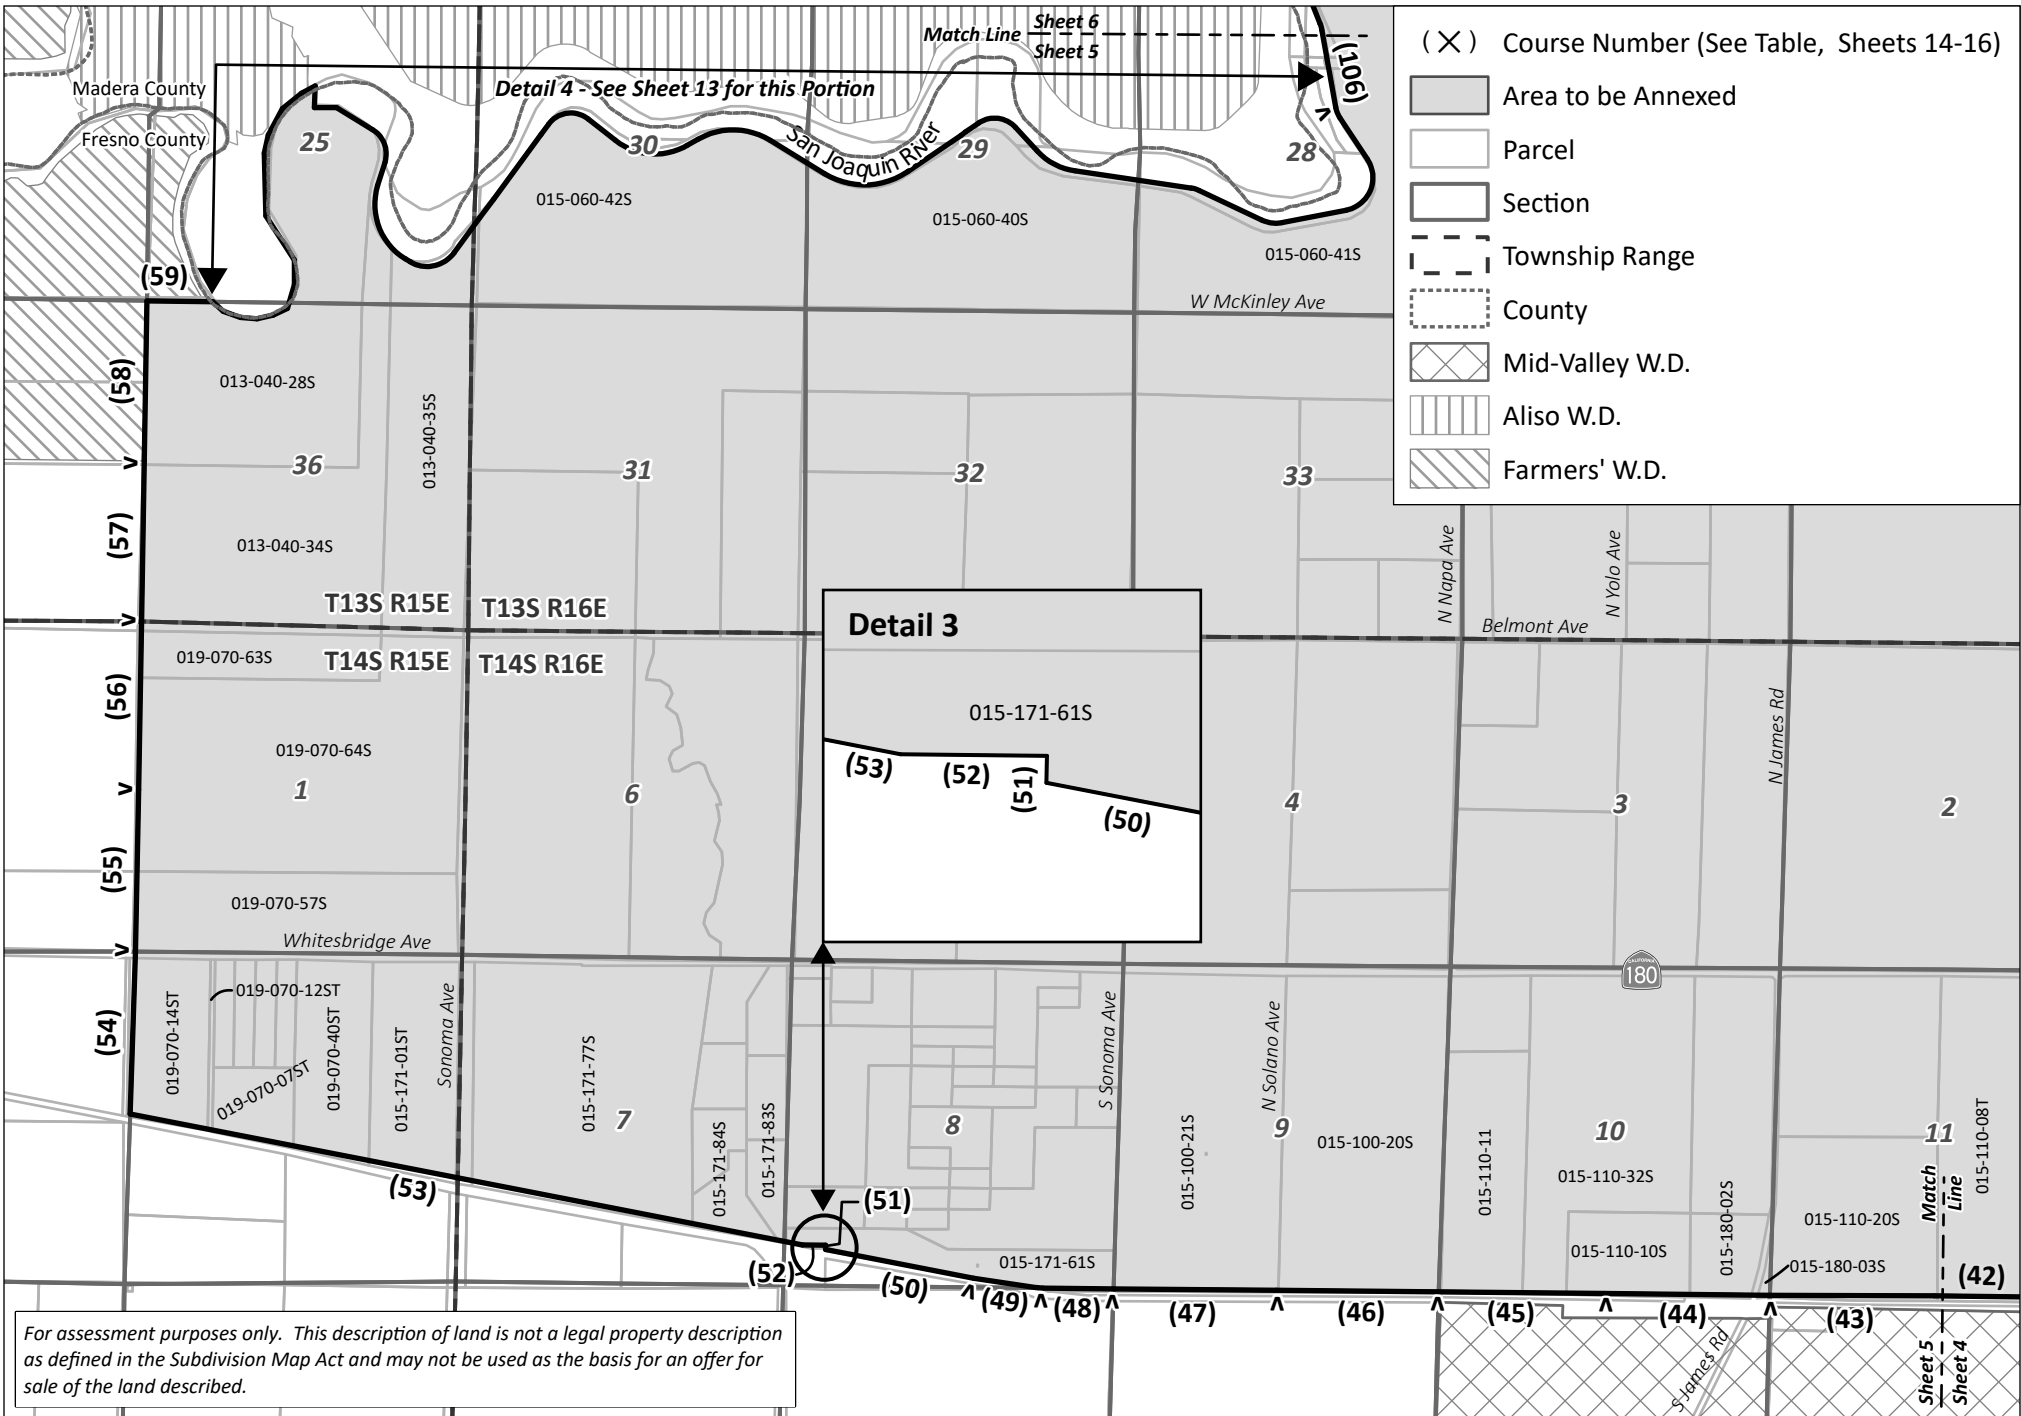 Match Line
Sheet 6
Sheet 5
(106)
Detail 4 - See Sheet 13 for this Portion
Madera County
Fresno County
25
30
San Joaquin River
29
28
015-060-42S
015-060-40S
015-060-41S
(59)
W McKinley Ave
(X) Course Number (See Table, Sheets 14-16)
Area to be Annexed
Parcel
Section
Township Range
County
Mid-Valley W.D.
Aliso W.D.
Farmers' W.D.
(58)
013-040-28S
013-040-35S
36
31
32
33
(57)
013-040-34S
N Napa Ave
N Yolo Ave
T13S R15E
T13S R16E
Belmont Ave
T14S R15E
T14S R16E
019-070-63S
(56)
019-070-64S
1
6
Detail 3
015-171-61S
(53)
(52)
(51)
(50)
4
3
2
N James Rd
(55)
019-070-57S
Whitesbridge Ave
CALIFORNIA
180
(54)
019-070-14ST
019-070-12ST
019-070-07ST
019-070-40ST
015-171-01ST
Sonoma Ave
015-171-77S
7
015-171-84S
015-171-83S
8
S Sonoma Ave
015-100-21S
N Solano Ave
9
015-100-20S
015-110-11
10
015-110-32S
015-110-10S
015-180-02S
11
015-110-08T
015-110-20S
015-180-03S
Match
Line
(53)
(51)
(52)
015-171-61S
(50)
(49)
(48)
(47)
(46)
(45)
(44)
(43)
(42)
S James Rd
Sheet 5
Sheet 4
For assessment purposes only. This description of land is not a legal property description
as defined in the Subdivision Map Act and may not be used as the basis for an offer for
sale of the land described.